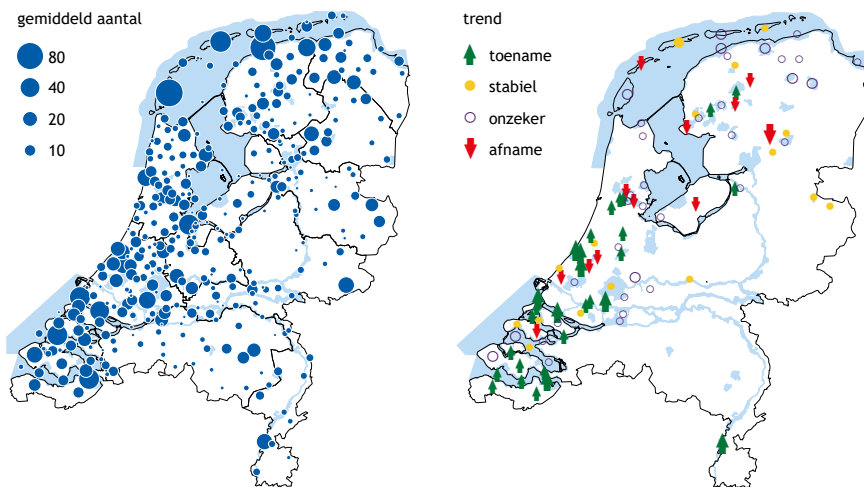 gemiddeld aantal
80
40
20
10
trend
toename
stabiel
onzeker
afname